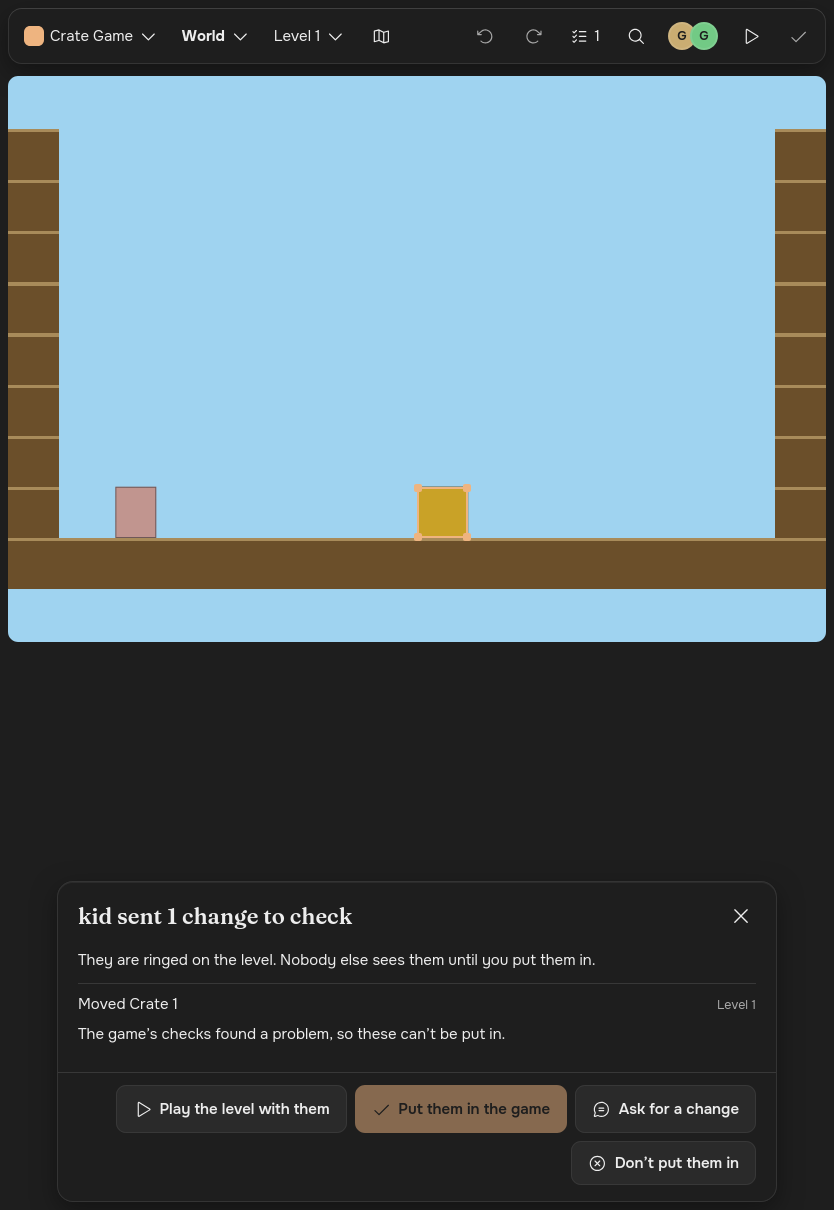 Crate Game World Level 1 1 G G
kid sent 1 change to check
They are ringed on the level. Nobody else sees them until you put them in.
Moved Crate 1 Level 1
The game's checks found a problem, so these can't be put in.
Play the level with them Put them in the game Ask for a change
Don't put them in